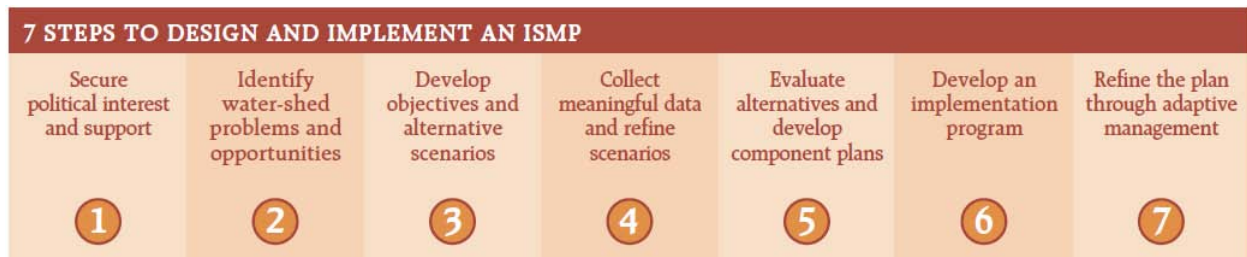 7 STEPS TO DESIGN AND IMPLEMENT AN ISMP
Secure
political interest
and support
1
Identify
water-shed
problems and
opportunities
2
Develop
objectives and
alternative
scenarios
3
Collect
meaningful data
and refine
scenarios
4
Evaluate
alternatives and
develop
component plans
5
Develop an
implementation
program
6
Refine the plan
through adaptive
management
7